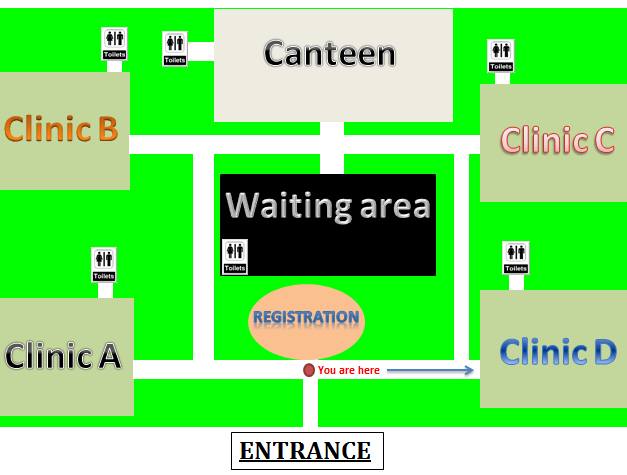 Toilets
Toilets
Canteen
Toilets
Clinic B
Clinic C
Waiting area
Toilets
Toilets
Toilets
REGISTRATION
Clinic A
Clinic D
You are here
ENTRANCE